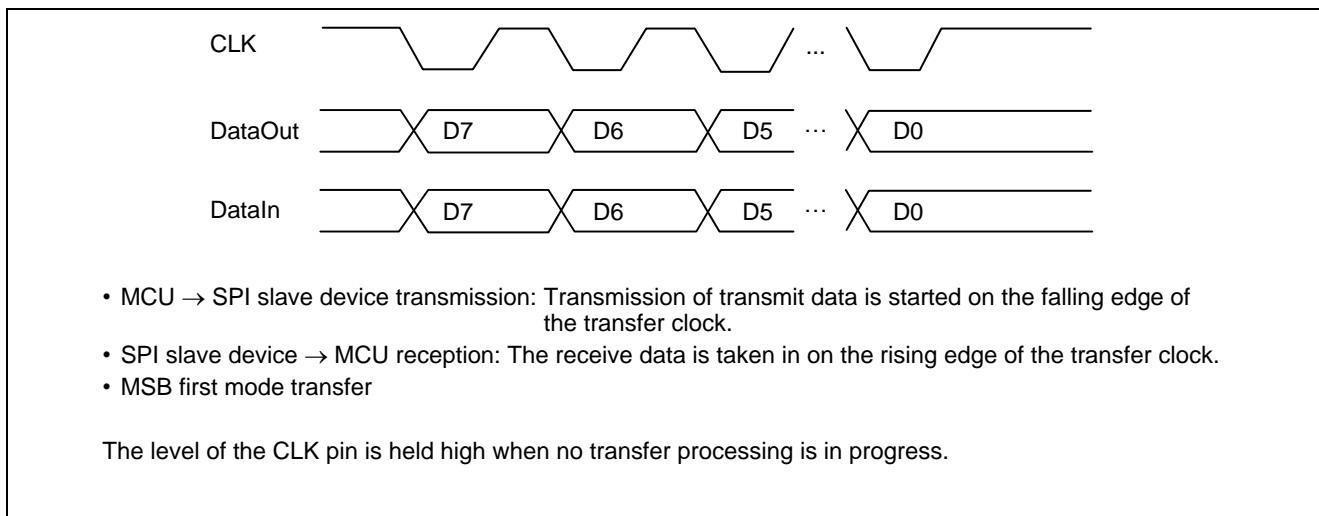 CLK ...
DataOut D7 D6 D5 ... D0
DataIn D7 D6 D5 ... D0
• MCU → SPI slave device transmission: Transmission of transmit data is started on the falling edge of
the transfer clock.
• SPI slave device → MCU reception: The receive data is taken in on the rising edge of the transfer clock.
• MSB first mode transfer
The level of the CLK pin is held high when no transfer processing is in progress.